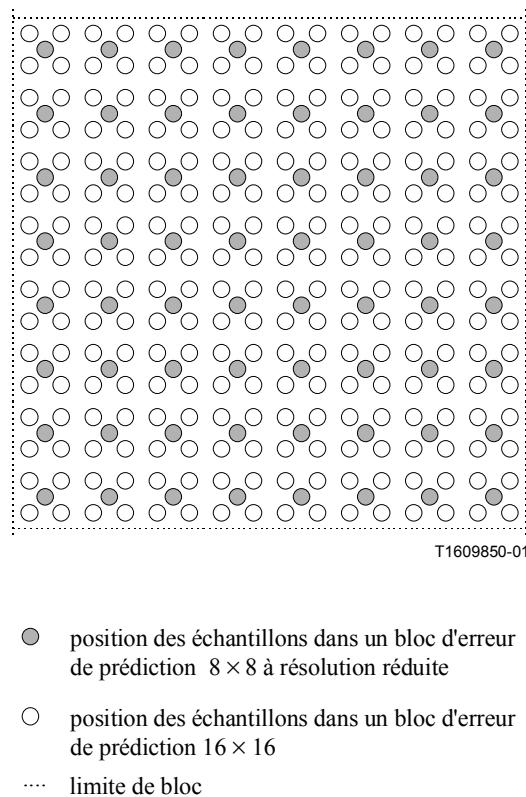 T1609850-01
position des échantillons dans un bloc d'erreur
de prédiction 8 × 8 à résolution réduite
position des échantillons dans un bloc d'erreur
de prédiction 16 × 16
limite de bloc